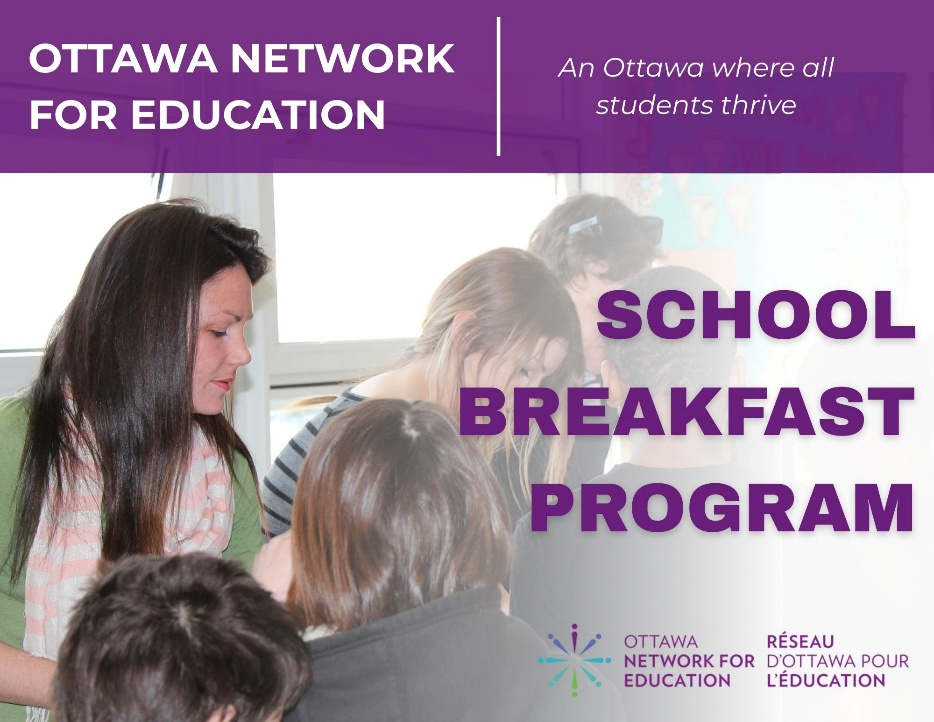 OTTAWA NETWORK
FOR EDUCATION
An Ottawa where all
students thrive
SCHOOL
BREAKFAST
PROGRAM
OTTAWA
NETWORK FOR
EDUCATION
RÉSEAU
D'OTTAWA POUR
L'ÉDUCATION